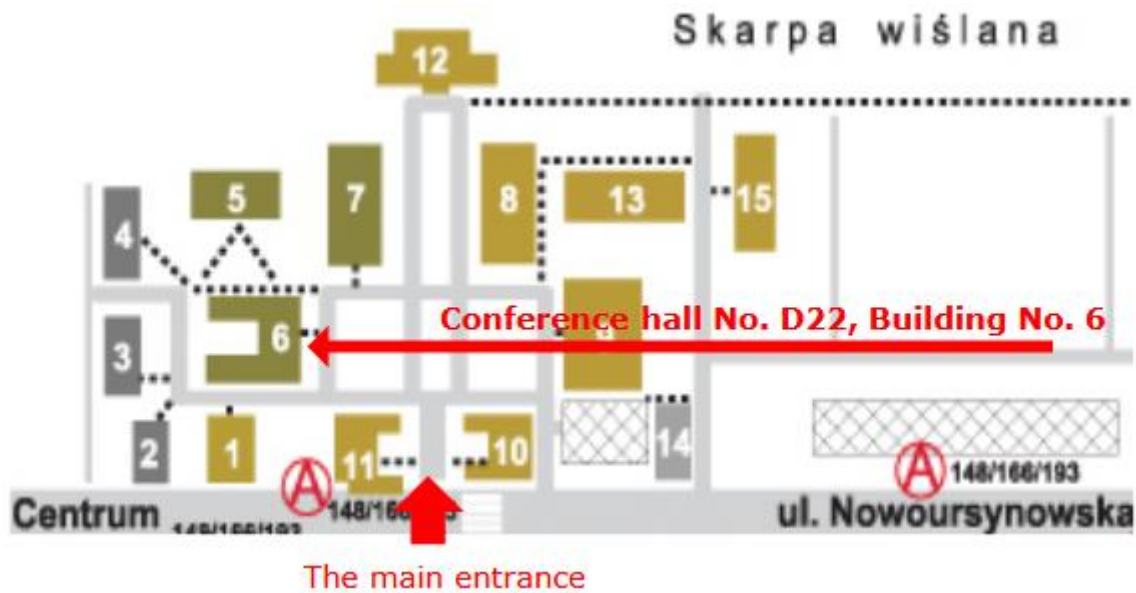 Skarpa wiślana
12
5
7
8
13
15
4
Conference hall No. D22, Building No. 6
6
3
2
1
11
10
14
A
A
148/166/193
Centrum
ul. Nowoursynowska
The main entrance